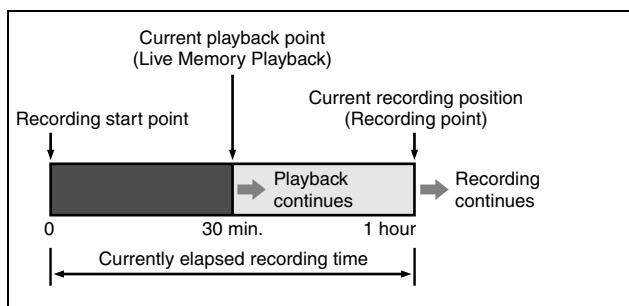 Current playback point
(Live Memory Playback)
Current recording position
(Recording point)
Recording start point
Playback
continues
Recording
continues
0
30 min.
1 hour
Currently elapsed recording time